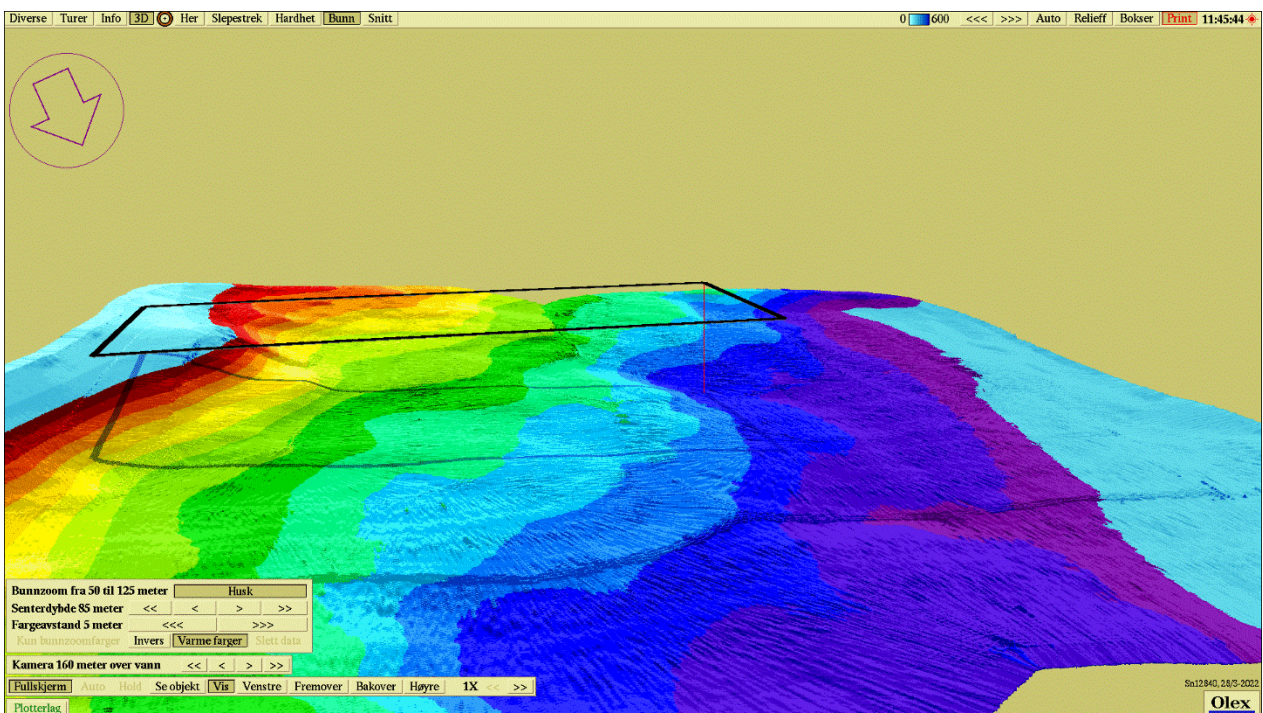 Diverse Turer Info 3D Her Slepestrek Hardhet Bunn Snitt 0 600 <<< >>> Auto Relieff Bokser Print 11:45:44
Bunnzoom fra 50 til 125 meter Husk
Senterdybde 85 meter << < > >>
Fargeavstand 5 meter <<< >>>
Kun bunnzoomfarger Invers Varme farger Slett data
Kamera 160 meter over vann << < > >>
Fullskjerm Auto Hold Se objekt Vis Venstre Fremover Bakover Høyre 1X << >>
Sn12840, 28/3-2022
Plotterlag
Olex